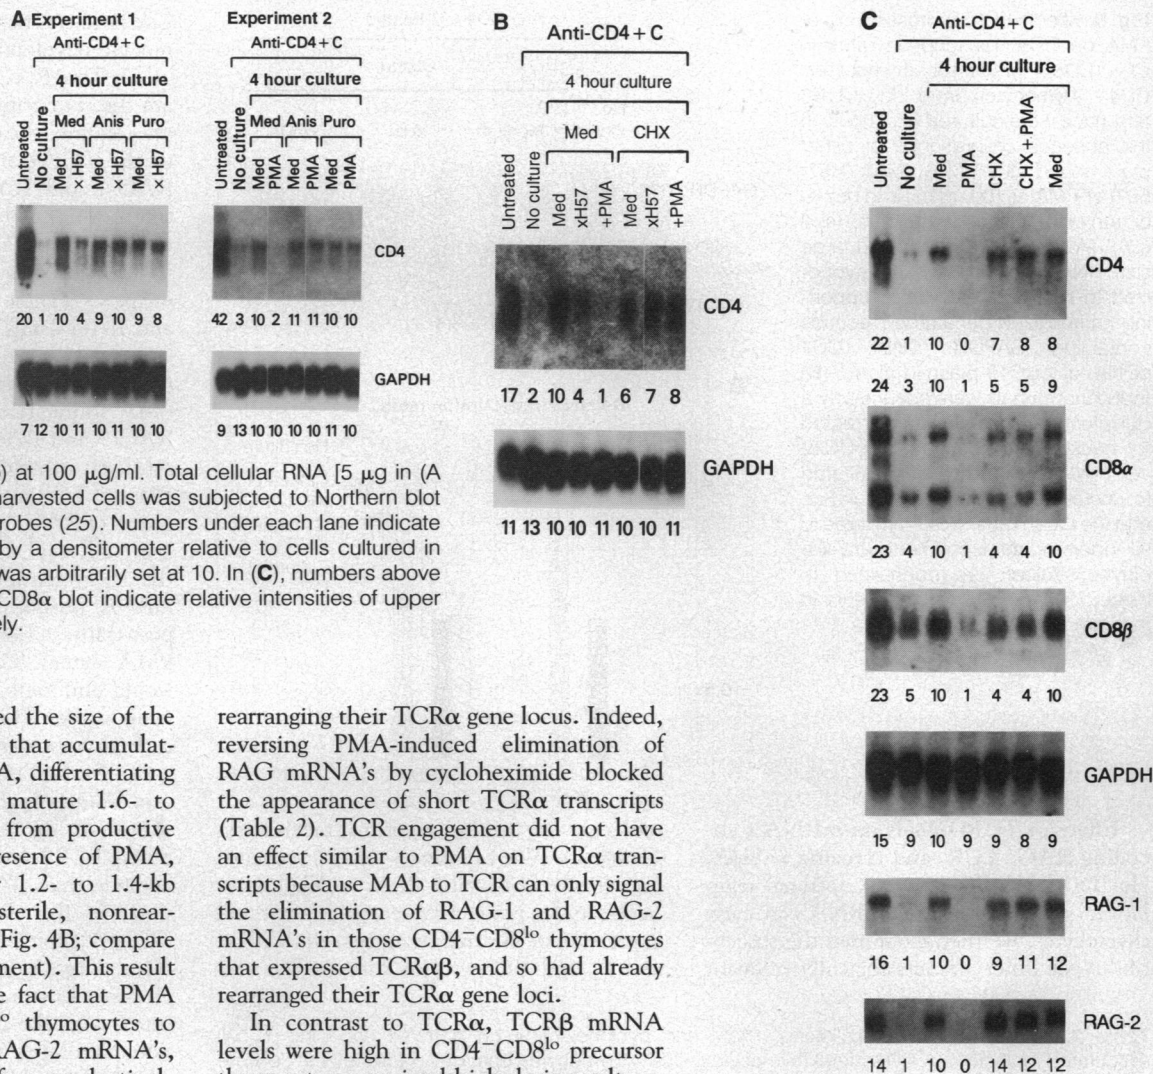 A Experiment 1
Anti-CD4+C
4 hour culture
Med Anis Puro
Untreated
No culture
Med
×H57
Med
×H57
Med
×H57
20 1 10 4 9 10 9 8
7 12 10 11 10 11 10 10
Experiment 2
Anti-CD4+C
4 hour culture
Med Anis Puro
Untreated
No culture
Med
PMA
Med
PMA
Med
PMA
CD4
42 3 10 2 11 11 10 10
GAPDH
9 13 10 10 10 10 11 10
B
Anti-CD4+C
4 hour culture
Med CHX
Untreated
No culture
Med
xH57
+PMA
Med
xH57
+PMA
CD4
17 2 10 4 1 6 7 8
GAPDH
11 13 10 10 11 10 10 11
C
Anti-CD4+C
4 hour culture
Untreated
No culture
Med
PMA
CHX
CHX+PMA
Med
CD4
22 1 10 1 7 8 8
24 3 10 1 5 5 9
CD8α
23 4 10 1 4 4 10
CD8β
23 5 10 1 4 4 10
GAPDH
15 9 10 9 9 8 9
RAG-1
16 1 10 0 9 11 12
RAG-2
14 1 10 0 14 12 12
) at 100 μg/ml. Total cellular RNA [5 μg in (A
harvested cells was subjected to Northern blot
robes (25). Numbers under each lane indicate
by a densitometer relative to cells cultured in
was arbitrarily set at 10. In (C), numbers above
CD8α blot indicate relative intensities of upper
ely.
ed the size of the
that accumulat-
A, differentiating
mature 1.6- to
from productive
resence of PMA,
1.2- to 1.4-kb
sterile, nonrear-
Fig. 4B; compare
ment). This result
e fact that PMA
lo thymocytes to
RAG-2 mRNA's,
rearranging their TCRα gene locus. Indeed,
reversing PMA-induced elimination of
RAG mRNA's by cycloheximide blocked
the appearance of short TCRα transcripts
(Table 2). TCR engagement did not have
an effect similar to PMA on TCRα tran-
scripts because MAb to TCR can only signal
the elimination of RAG-1 and RAG-2
mRNA's in those CD4⁻CD8ˡᵒ thymocytes
that expressed TCRαβ, and so had already
rearranged their TCRα gene loci.
In contrast to TCRα, TCRβ mRNA
levels were high in CD4⁻CD8ˡᵒ precursor